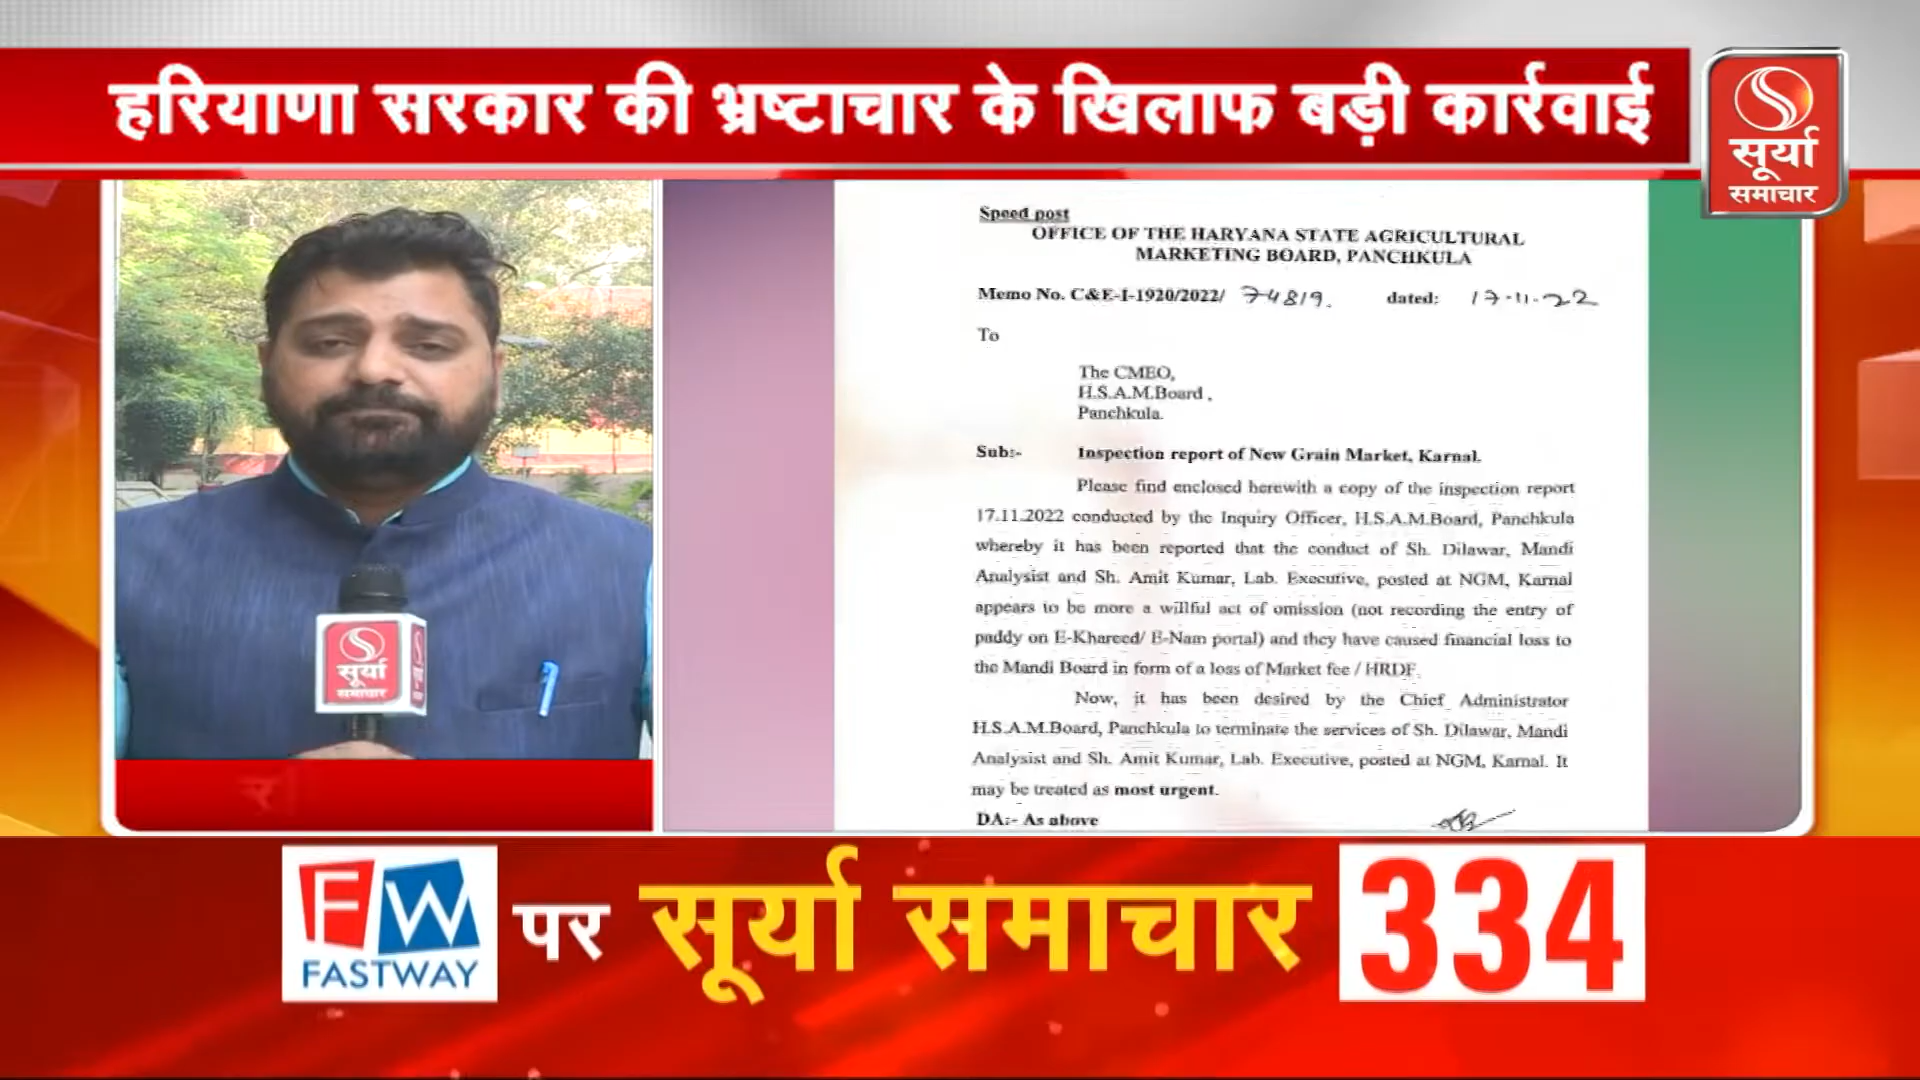 हरियाणा सरकार की भ्रष्टाचार के खिलाफ बड़ी कार्रवाई
सूर्या
समाचार
Speed post
OFFICE OF THE HARYANA STATE AGRICULTURAL
MARKETING BOARD, PANCHKULA
Memo No. C&E-I-1920/2022/ 74819. dated: 17-11-22
To
The CMEO,
H.S.A.M.Board ,
Panchkula.
Sub:- Inspection report of New Grain Market, Karnal.
Please find enclosed herewith a copy of the inspection report
17.11.2022 conducted by the Inquiry Officer, H.S.A.M.Board, Panchkula
whereby it has been reported that the conduct of Sh. Dilawar, Mandi
Analysist and Sh. Amit Kumar, Lab. Executive, posted at NGM, Karnal
appears to be more a willful act of omission (not recording the entry of
paddy on E-Khareed/ E-Nam portal) and they have caused financial loss to
the Mandi Board in form of a loss of Market fee / HRDF.
Now, it has been desired by the Chief Administrator
H.S.A.M.Board, Panchkula to terminate the services of Sh. Dilawar, Mandi
Analysist and Sh. Amit Kumar, Lab. Executive, posted at NGM, Karnal. It
may be treated as most urgent.
DA:- As above
सूर्या
समाचार
FW
FASTWAY
पर सूर्या समाचार 334